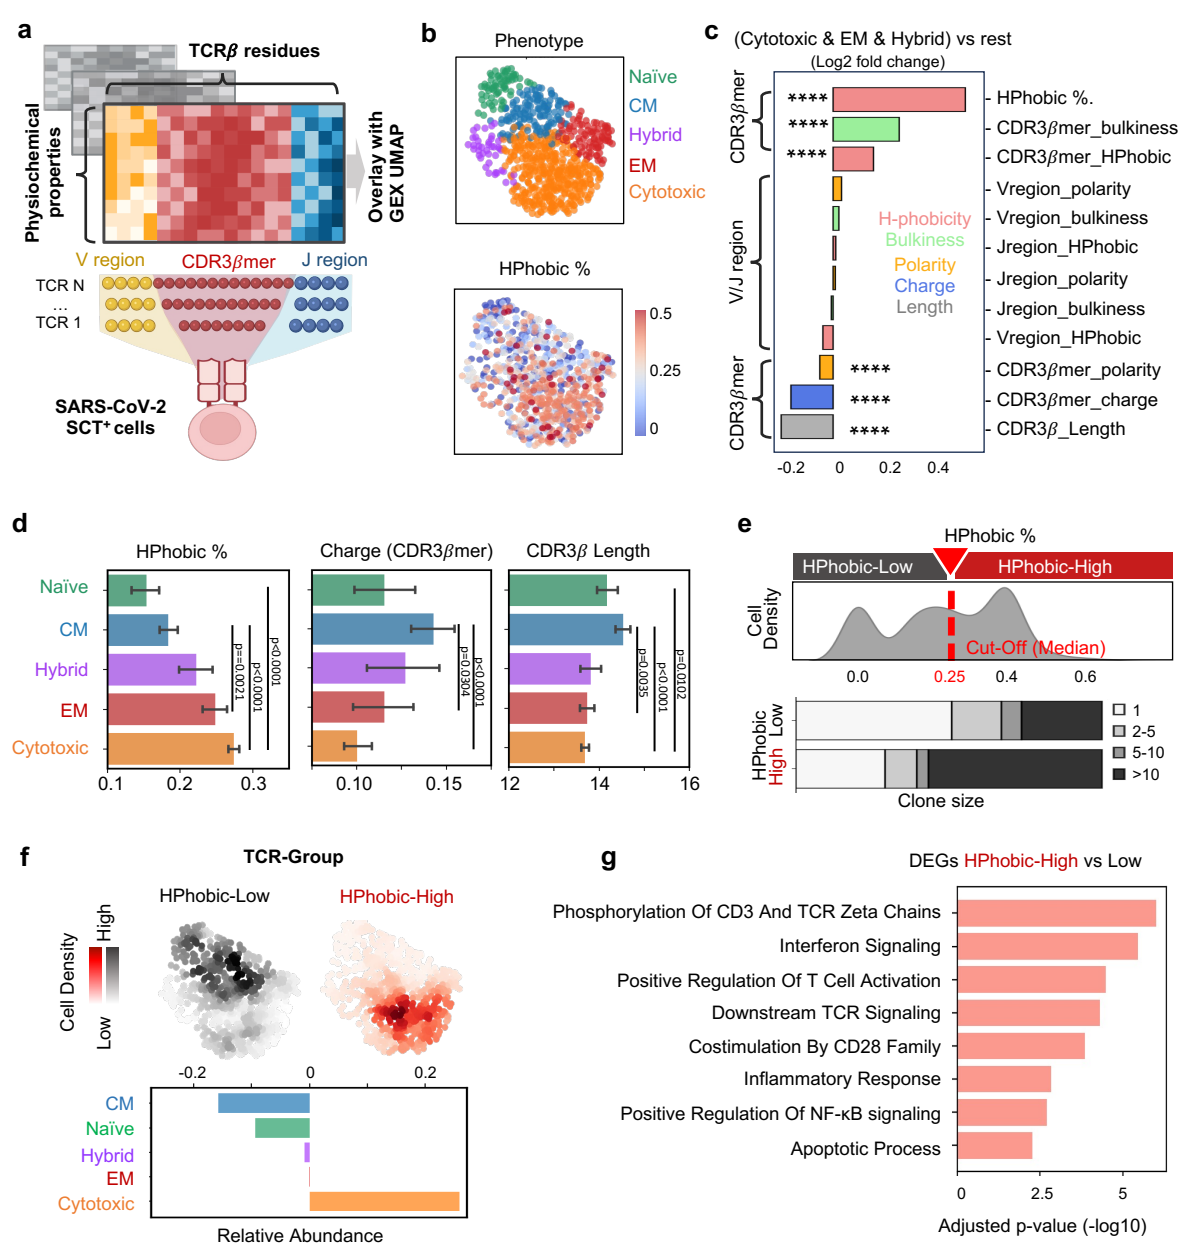 a
TCRβ residues
Physiochemical
properties
Overlay with
GEX UMAP
V region
CDR3βmer
J region
TCR N
...
TCR 1
SARS-CoV-2
SCT+ cells
b
Phenotype
Naïve
CM
Hybrid
EM
Cytotoxic
HPhobic %
0.5
0.25
0
c
(Cytotoxic & EM & Hybrid) vs rest
(Log2 fold change)
CDR3βmer
V/J region
CDR3βmer
****
****
****
****
****
****
H-phobicity
Bulkiness
Polarity
Charge
Length
HPhobic %.
CDR3βmer_bulkiness
CDR3βmer_HPhobic
Vregion_polarity
Vregion_bulkiness
Jregion_HPhobic
Jregion_polarity
Jregion_bulkiness
Vregion_HPhobic
CDR3βmer_polarity
CDR3βmer_charge
CDR3β_Length
-0.2 0 0.2 0.4
d
HPhobic %
Charge (CDR3βmer)
CDR3β Length
Naïve
CM
Hybrid
EM
Cytotoxic
p==0.0021
p<0.0001
p<0.0001
p=0.0304
p<0.0001
p=0.0035
p<0.0001
p=0.0102
0.1 0.2 0.3
0.10 0.15
12 14 16
e
HPhobic %
HPhobic-Low
HPhobic-High
Cell
Density
Cut-Off (Median)
0.0 0.25 0.4 0.6
HPhobic
High Low
1
2-5
5-10
>10
Clone size
f
TCR-Group
HPhobic-Low
HPhobic-High
Cell Density
Low High
-0.2 0 0.2
CM
Naïve
Hybrid
EM
Cytotoxic
Relative Abundance
g
DEGs HPhobic-High vs Low
Phosphorylation Of CD3 And TCR Zeta Chains
Interferon Signaling
Positive Regulation Of T Cell Activation
Downstream TCR Signaling
Costimulation By CD28 Family
Inflammatory Response
Positive Regulation Of NF-κB signaling
Apoptotic Process
0 2.5 5
Adjusted p-value (-log10)